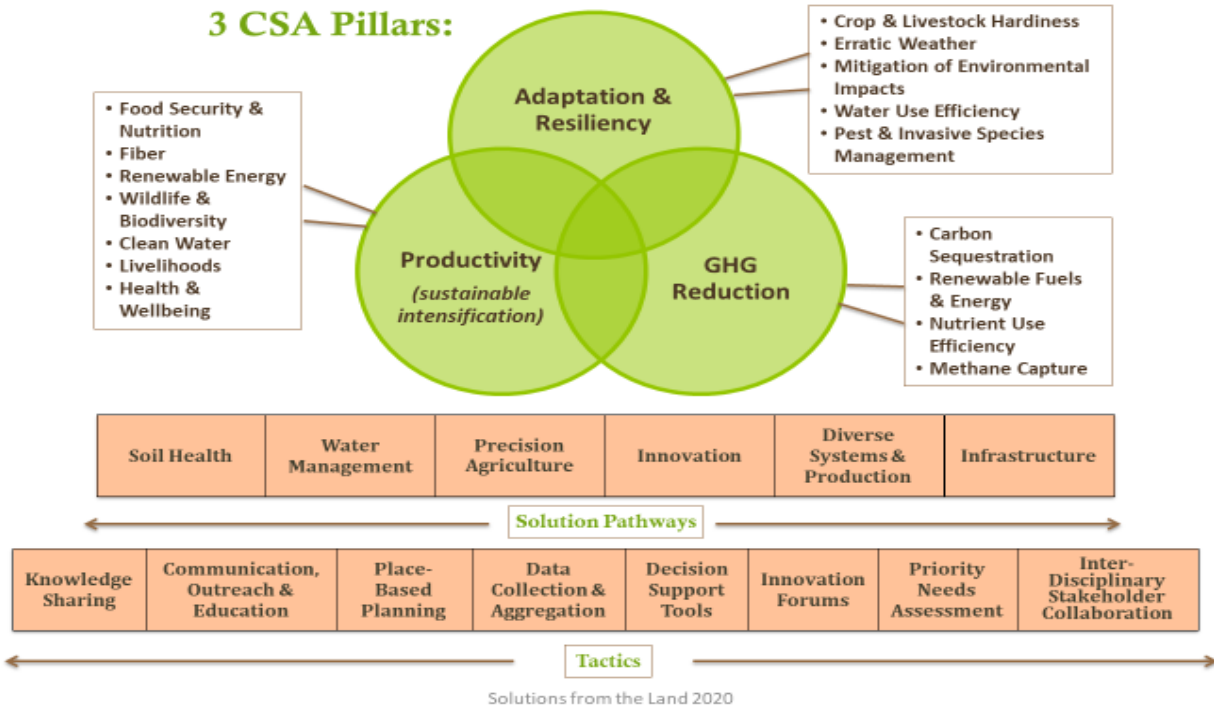 3 CSA Pillars:
• Crop & Livestock Hardiness
• Erratic Weather
• Mitigation of Environmental
Impacts
• Water Use Efficiency
• Pest & Invasive Species
Management
Adaptation &
Resiliency
• Food Security &
Nutrition
• Fiber
• Renewable Energy
• Wildlife &
Biodiversity
• Clean Water
• Livelihoods
• Health &
Wellbeing
Productivity
(sustainable
intensification)
GHG
Reduction
• Carbon
Sequestration
• Renewable Fuels
& Energy
• Nutrient Use
Efficiency
• Methane Capture
Soil Health
Water
Management
Precision
Agriculture
Innovation
Diverse
Systems &
Production
Infrastructure
Solution Pathways
Knowledge
Sharing
Communication,
Outreach &
Education
Place-
Based
Planning
Data
Collection &
Aggregation
Decision
Support
Tools
Innovation
Forums
Priority
Needs
Assessment
Inter-
Disciplinary
Stakeholder
Collaboration
Tactics
Solutions from the Land 2020